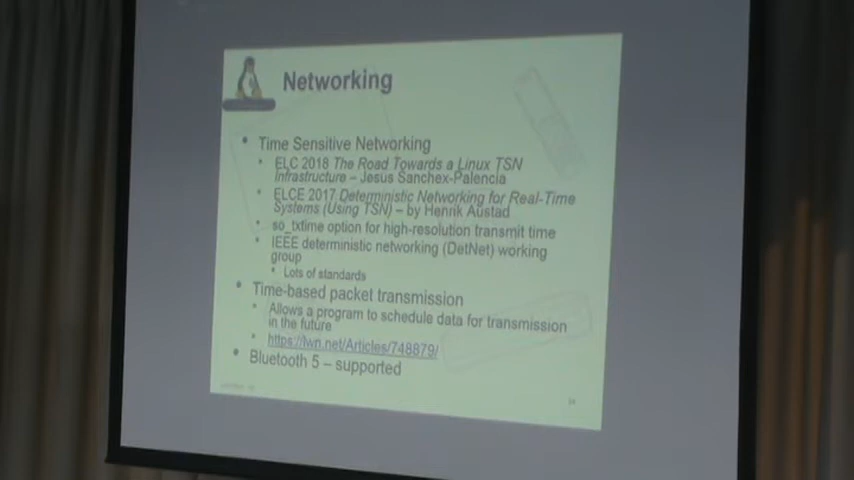 Networking
• Time Sensitive Networking
• ELC 2018 The Road Towards a Linux TSN
Infrastructure – Jesus Sanchex-Palencia
• ELCE 2017 Deterministic Networking for Real-Time
Systems (Using TSN) – by Henrik Austad
• so_txtime option for high-resolution transmit time
• IEEE deterministic networking (DetNet) working
group
• Lots of standards
• Time-based packet transmission
• Allows a program to schedule data for transmission
in the future
• https://lwn.net/Articles/748879/
• Bluetooth 5 – supported